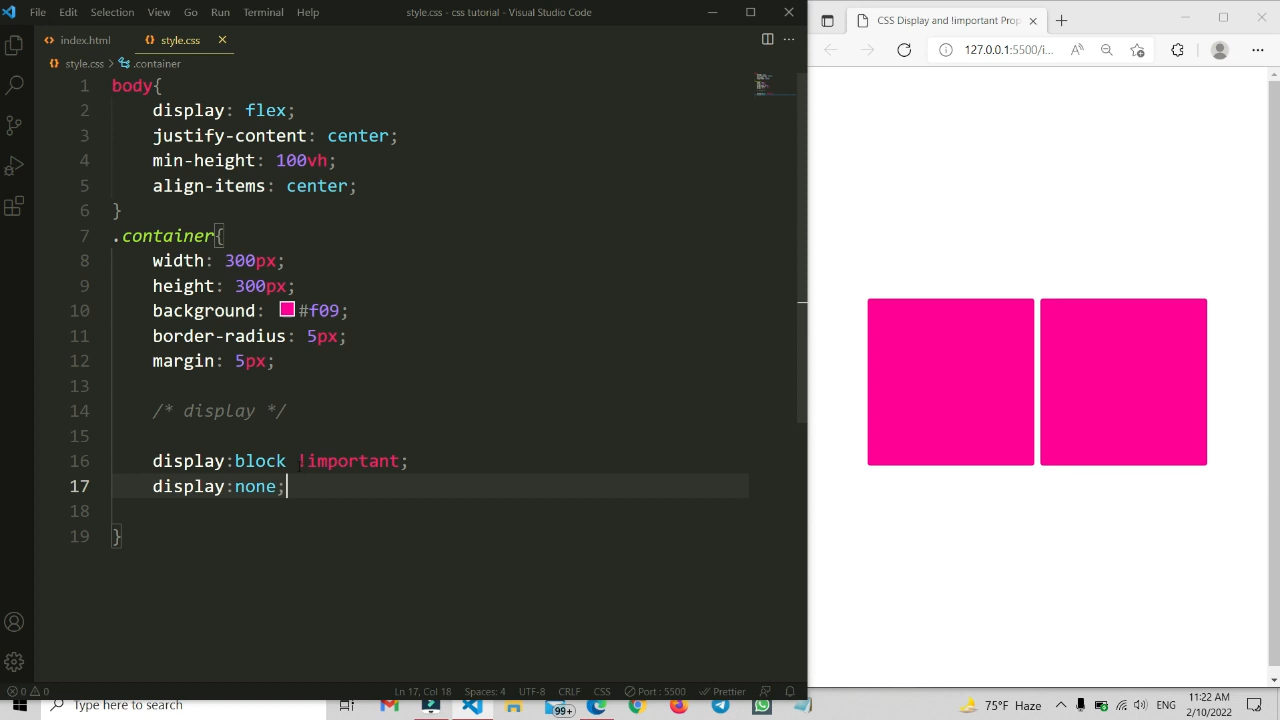 File Edit Selection View Go Run Terminal Help style.css - css tutorial - Visual Studio Code
CSS Display and !important Prop
index.html style.css
127.0.0.1:5500/i...
style.css > .container
1 body{
2 display: flex;
3 justify-content: center;
4 min-height: 100vh;
5 align-items: center;
6 }
7 .container{
8 width: 300px;
9 height: 300px;
10 background: #f09;
11 border-radius: 5px;
12 margin: 5px;
13
14 /* display */
15
16 display:block !important;
17 display:none;
18
19 }
0 0 Ln 17, Col 18 Spaces: 4 UTF-8 CRLF CSS Port : 5500 Prettier
Type here to search 99+ 75°F Haze ENG 11:22 AM
2/10/2022